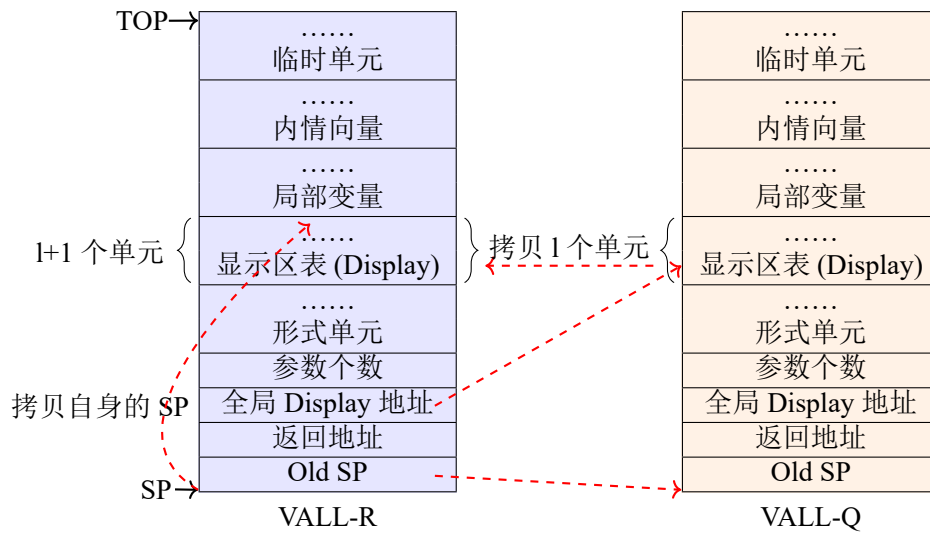 TOP
……
临时单元
……
内情向量
……
局部变量
l+1 个单元
……
显示区表 (Display)
拷贝 l 个单元
……
形式单元
参数个数
拷贝自身的 SP
全局 Display 地址
返回地址
SP
Old SP
VALL-R
……
临时单元
……
内情向量
……
局部变量
……
显示区表 (Display)
……
形式单元
参数个数
全局 Display 地址
返回地址
Old SP
VALL-Q